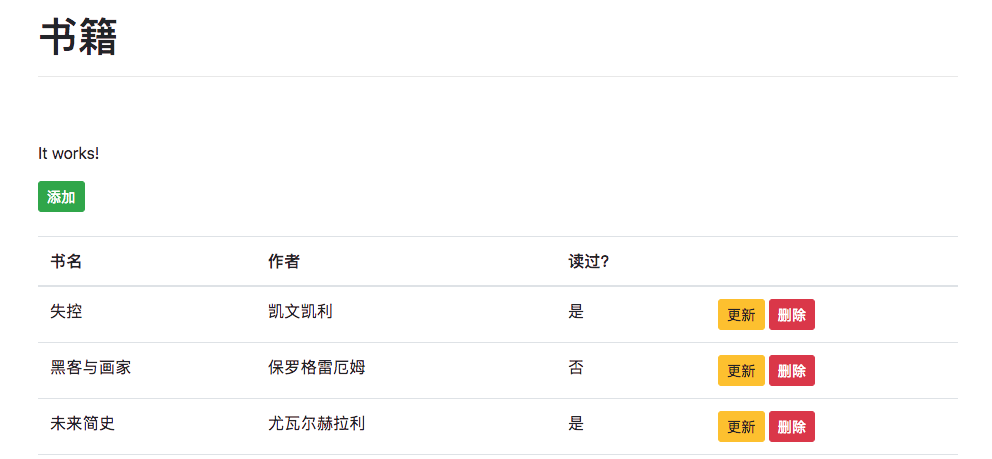 书籍
It works!
添加
书名 作者 读过?
失控 凯文凯利 是 更新 删除
黑客与画家 保罗格雷厄姆 否 更新 删除
未来简史 尤瓦尔赫拉利 是 更新 删除